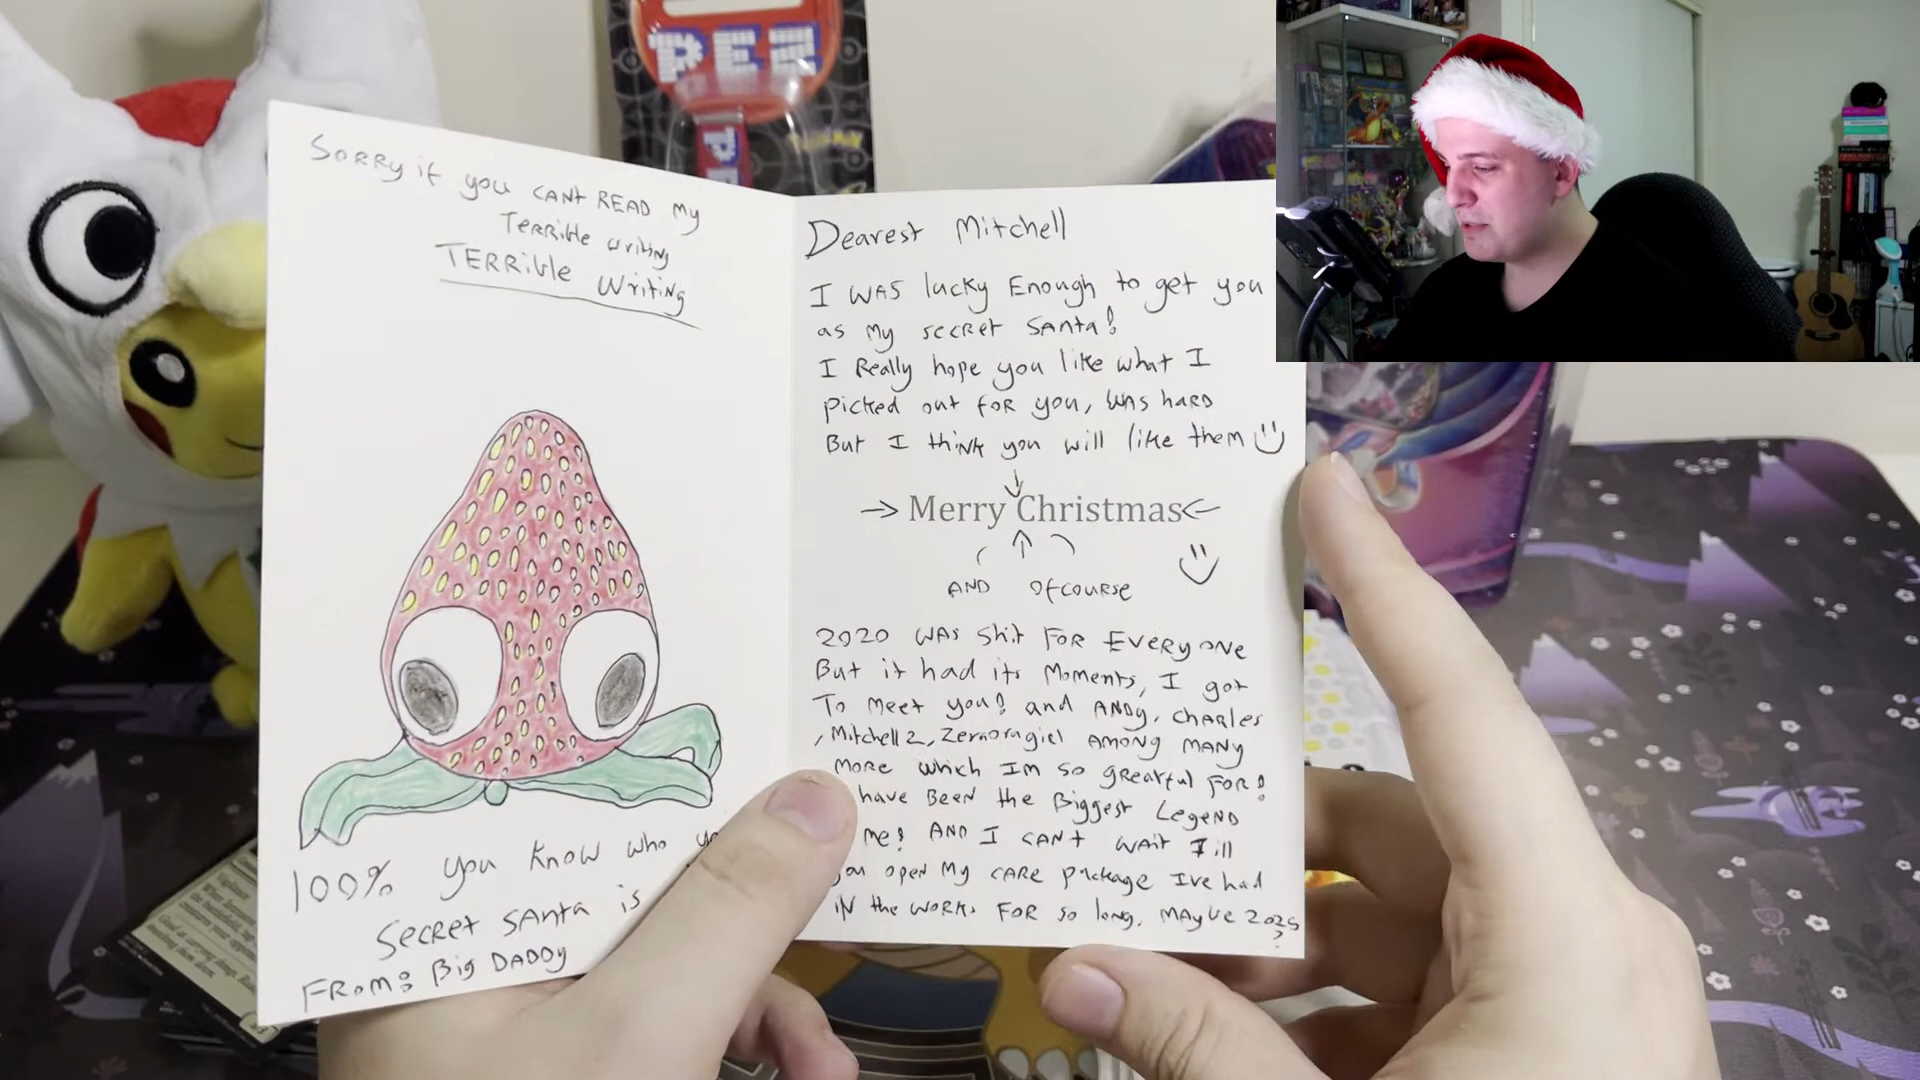 PEZ
SORRy if you CANt READ My
TERRible writing
TERRible Writing
100% you know who
Secret SAnta is
FROM: Big DADDy
Dearest Mitchell
I WAS lucky Enough to get you
as My secret SAnta!
I Really hope you like what I
picked out for you, WAS hARD
But I think you will like them
Merry Christmas
AND Ofcourse
2020 WAS Shit FOR EVERyONE
But it had its Moments, I got
To Meet you! and ANDy, CHARLes
, Mitchell 2, AMONg MANy
MORE which IM so greatful FOR!
have BEEN the Biggest LegeND
me! AND I CAN't WAit Till
you open My CARE package I've had
IN the WORKs FOR so long. MAybe 2025
?